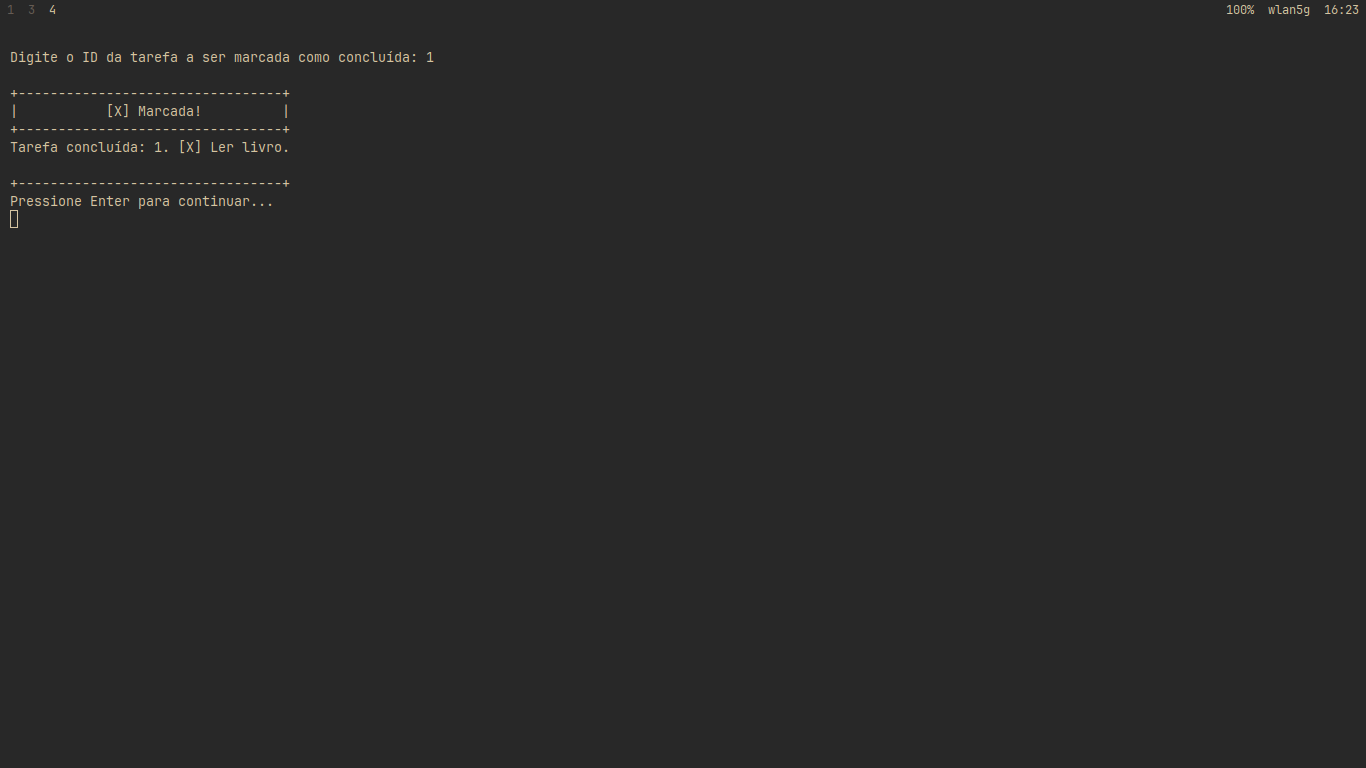 1 3 4 100% wlan5g 16:23
Digite o ID da tarefa a ser marcada como concluída: 1
+---------------------------------+
| [X] Marcada! |
+---------------------------------+
Tarefa concluída: 1. [X] Ler livro.
+---------------------------------+
Pressione Enter para continuar...